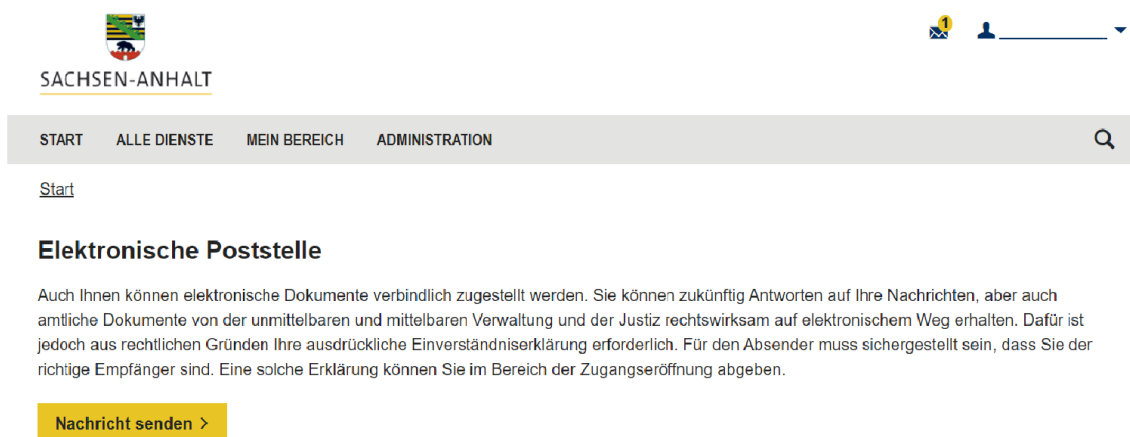 1
SACHSEN-ANHALT
START ALLE DIENSTE MEIN BEREICH ADMINISTRATION
Start
Elektronische Poststelle
Auch Ihnen können elektronische Dokumente verbindlich zugestellt werden. Sie können zukünftig Antworten auf Ihre Nachrichten, aber auch
amtliche Dokumente von der unmittelbaren und mittelbaren Verwaltung und der Justiz rechtswirksam auf elektronischem Weg erhalten. Dafür ist
jedoch aus rechtlichen Gründen Ihre ausdrückliche Einverständniserklärung erforderlich. Für den Absender muss sichergestellt sein, dass Sie der
richtige Empfänger sind. Eine solche Erklärung können Sie im Bereich der Zugangseröffnung abgeben.
Nachricht senden >